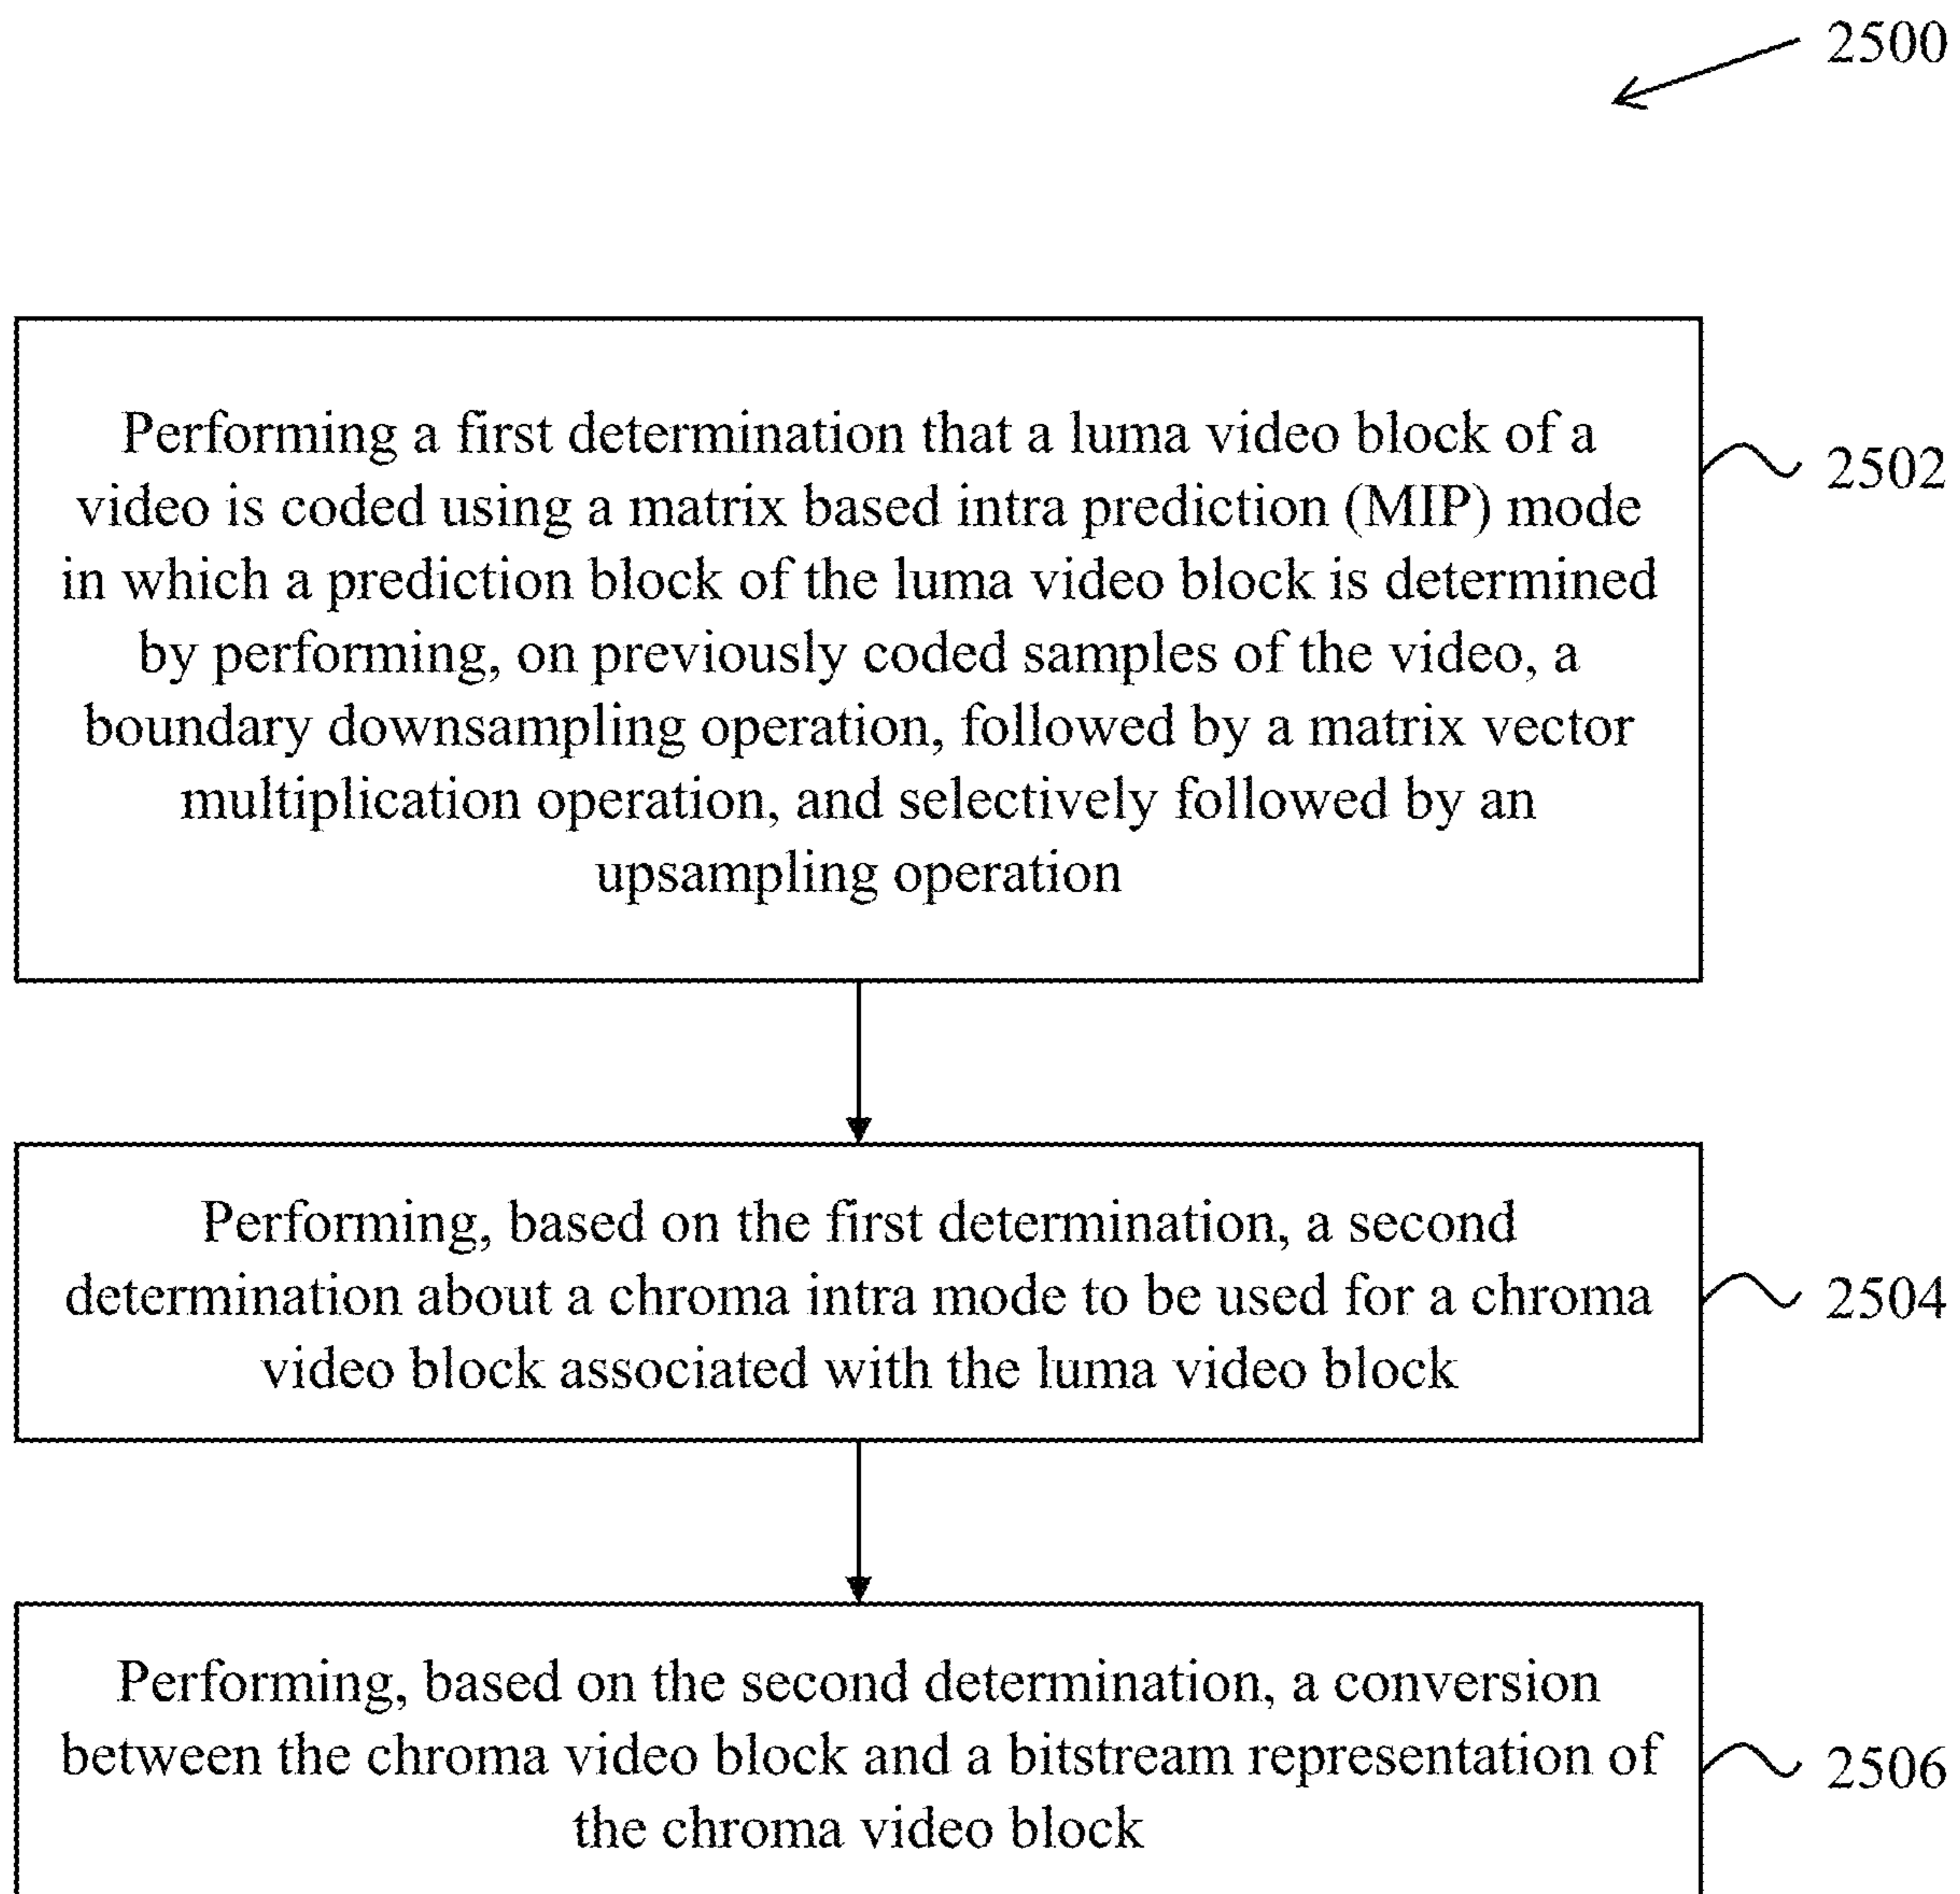 2500
Performing a first determination that a luma video block of a
video is coded using a matrix based intra prediction (MIP) mode
in which a prediction block of the luma video block is determined
by performing, on previously coded samples of the video, a
boundary downsampling operation, followed by a matrix vector
multiplication operation, and selectively followed by an
upsampling operation
2502
Performing, based on the first determination, a second
determination about a chroma intra mode to be used for a chroma
video block associated with the luma video block
2504
Performing, based on the second determination, a conversion
between the chroma video block and a bitstream representation of
the chroma video block
2506